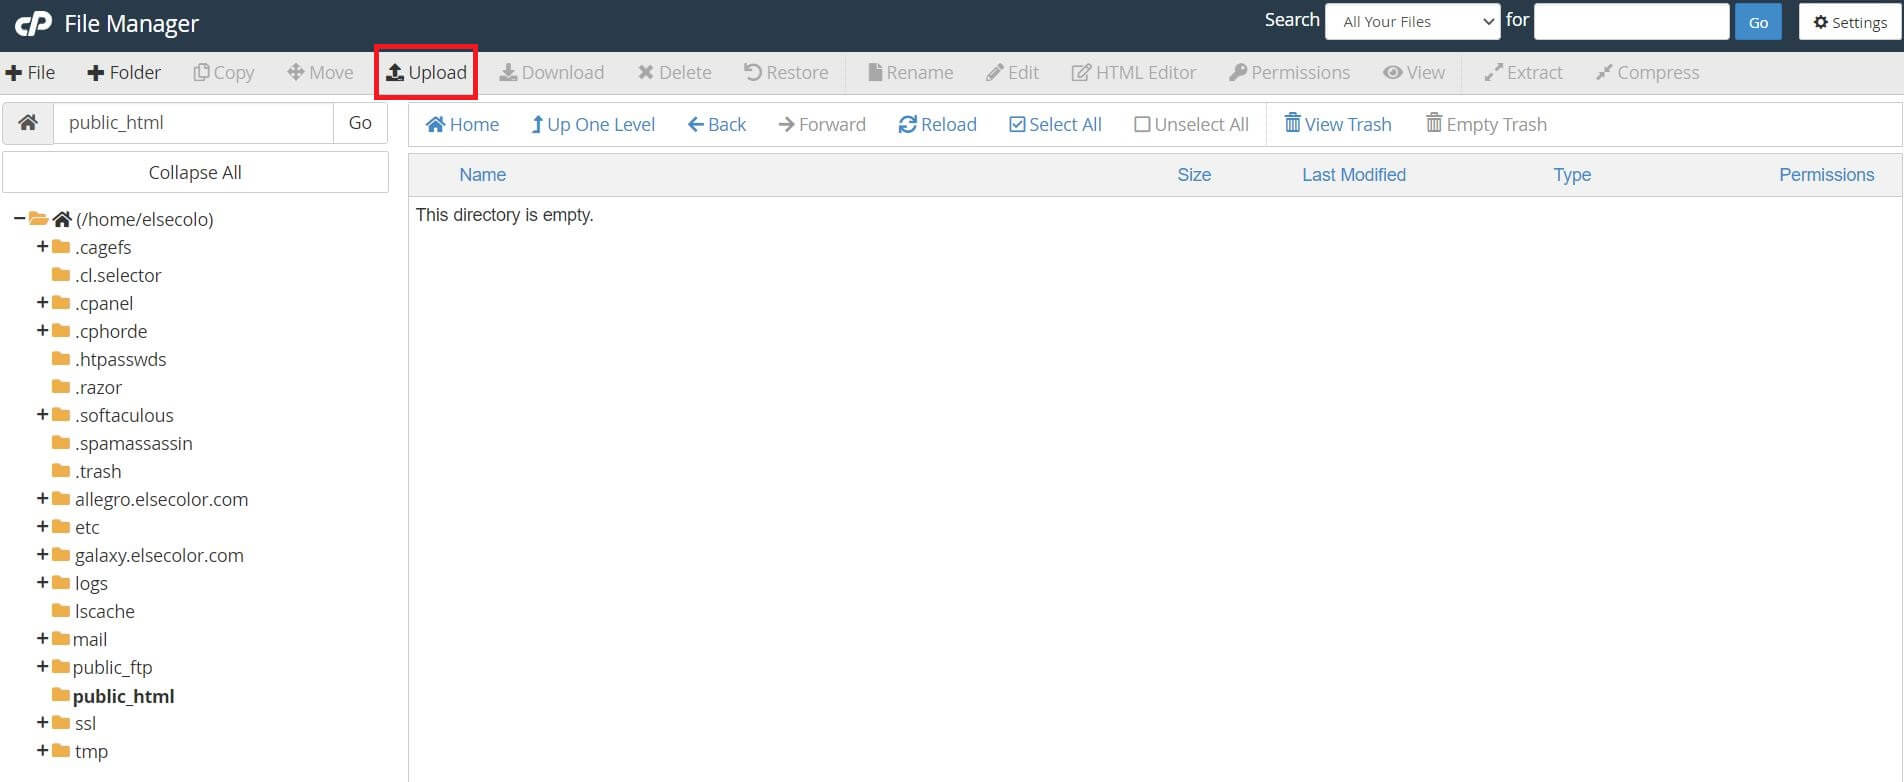 cP File Manager Search All Your Files for Go Settings
File Folder Copy Move Upload Download Delete Restore Rename Edit HTML Editor Permissions View Extract Compress
public_html Go
Home Up One Level Back Forward Reload Select All Unselect All View Trash Empty Trash
Collapse All
Name Size Last Modified Type Permissions
This directory is empty.
(/home/elsecolo)
.cagefs
.cl.selector
.cpanel
.cphorde
.htpasswds
.razor
.softaculous
.spamassassin
.trash
allegro.elsecolor.com
etc
galaxy.elsecolor.com
logs
lscache
mail
public_ftp
public_html
ssl
tmp